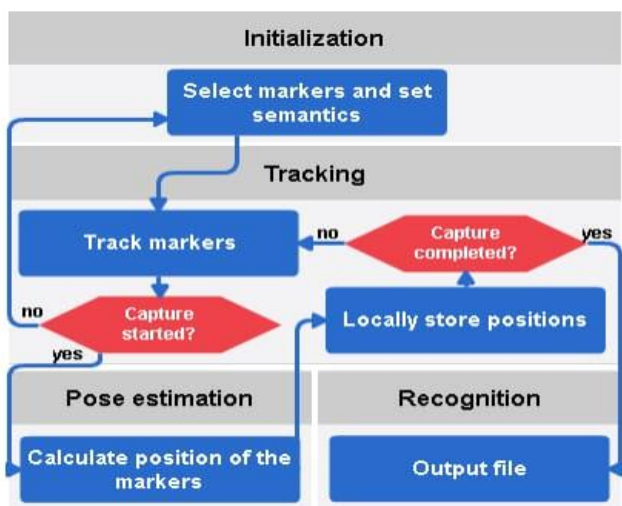 Initialization
Select markers and set
semantics
Tracking
Track markers
no
Capture
completed?
yes
no
Capture
started?
yes
Locally store positions
Pose estimation
Calculate position of the
markers
Recognition
Output file